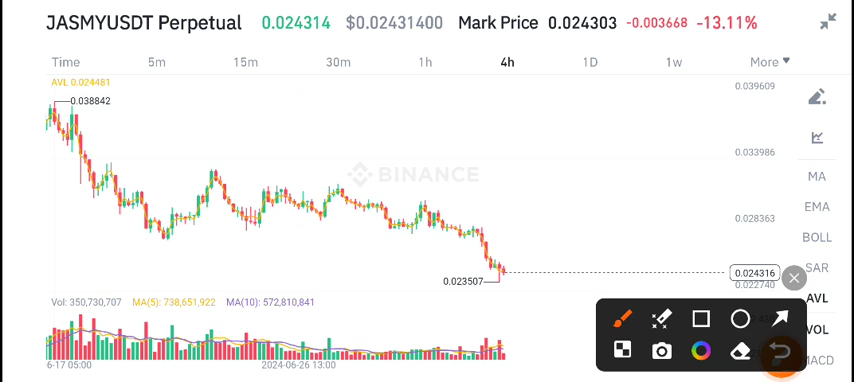 JASMYUSDT Perpetual 0.024314 $0.02431400 Mark Price 0.024303 -0.003668 -13.11%
Time 5m 15m 30m 1h 4h 1D 1w More
AVL 0.024481
0.039609
0.038842
0.033986
BINANCE
MA
EMA
0.028363
BOLL
SAR
0.024316
0.023507
0.022740
AVL
Vol: 350,730,707 MA(5): 738,651,922 MA(10): 572,810,841
VOL
MACD
6-17 05:00 2024-06-26 13:00